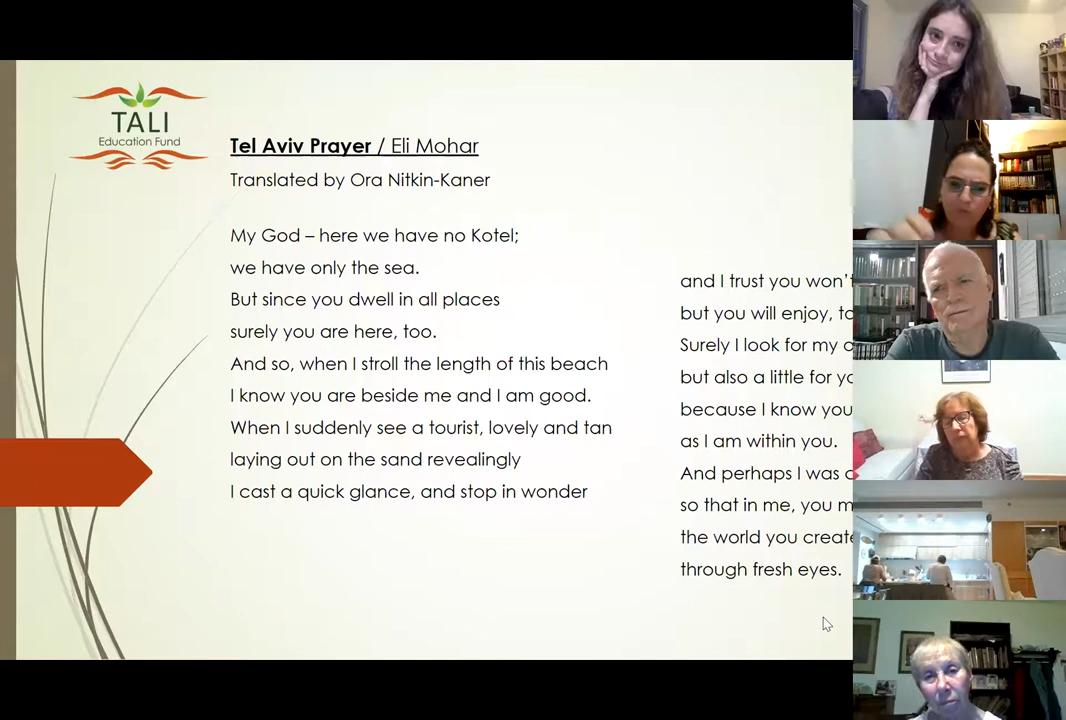 TALI
Education Fund
Tel Aviv Prayer / Eli Mohar
Translated by Ora Nitkin-Kaner
My God – here we have no Kotel;
we have only the sea.
But since you dwell in all places
surely you are here, too.
And so, when I stroll the length of this beach
I know you are beside me and I am good.
When I suddenly see a tourist, lovely and tan
laying out on the sand revealingly
I cast a quick glance, and stop in wonder
and I trust you won't
but you will enjoy,
Surely I look for my
but also a little for
because I know you
as I am within you.
And perhaps I was
so that in me, you
the world you create
through fresh eyes.